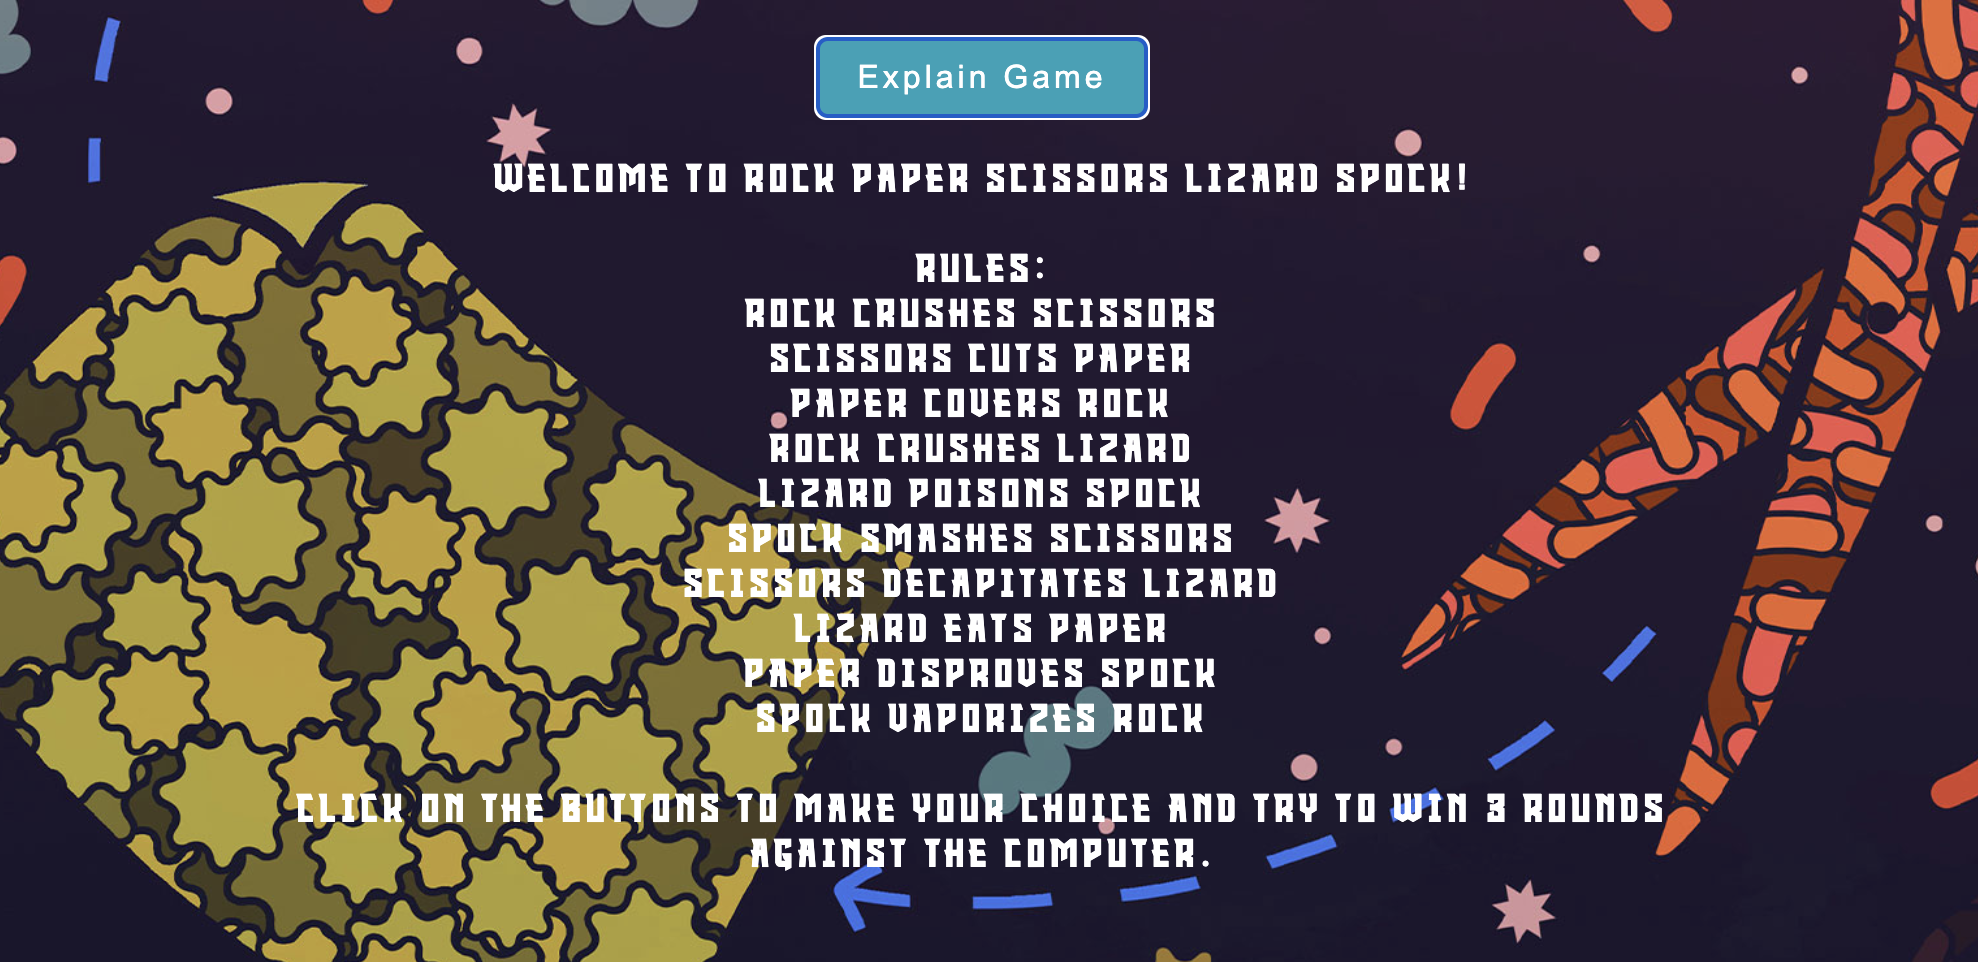 Explain Game
WELCOME TO ROCK PAPER SCISSORS LIZARD SPOCK!
RULES:
ROCK CRUSHES SCISSORS
SCISSORS CUTS PAPER
PAPER COVERS ROCK
ROCK CRUSHES LIZARD
LIZARD POISONS SPOCK
SPOCK SMASHES SCISSORS
SCISSORS DECAPITATES LIZARD
LIZARD EATS PAPER
PAPER DISPROVES SPOCK
SPOCK VAPORIZES ROCK
CLICK ON THE BUTTONS TO MAKE YOUR CHOICE AND TRY TO WIN 3 ROUNDS
AGAINST THE COMPUTER.